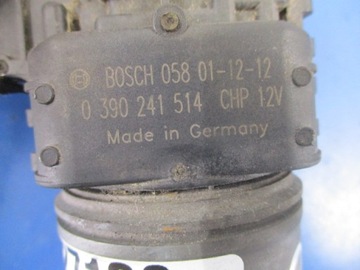 BOSCH 058 01-12-12
0 390 241 514 CHP 12V
Made in Germany